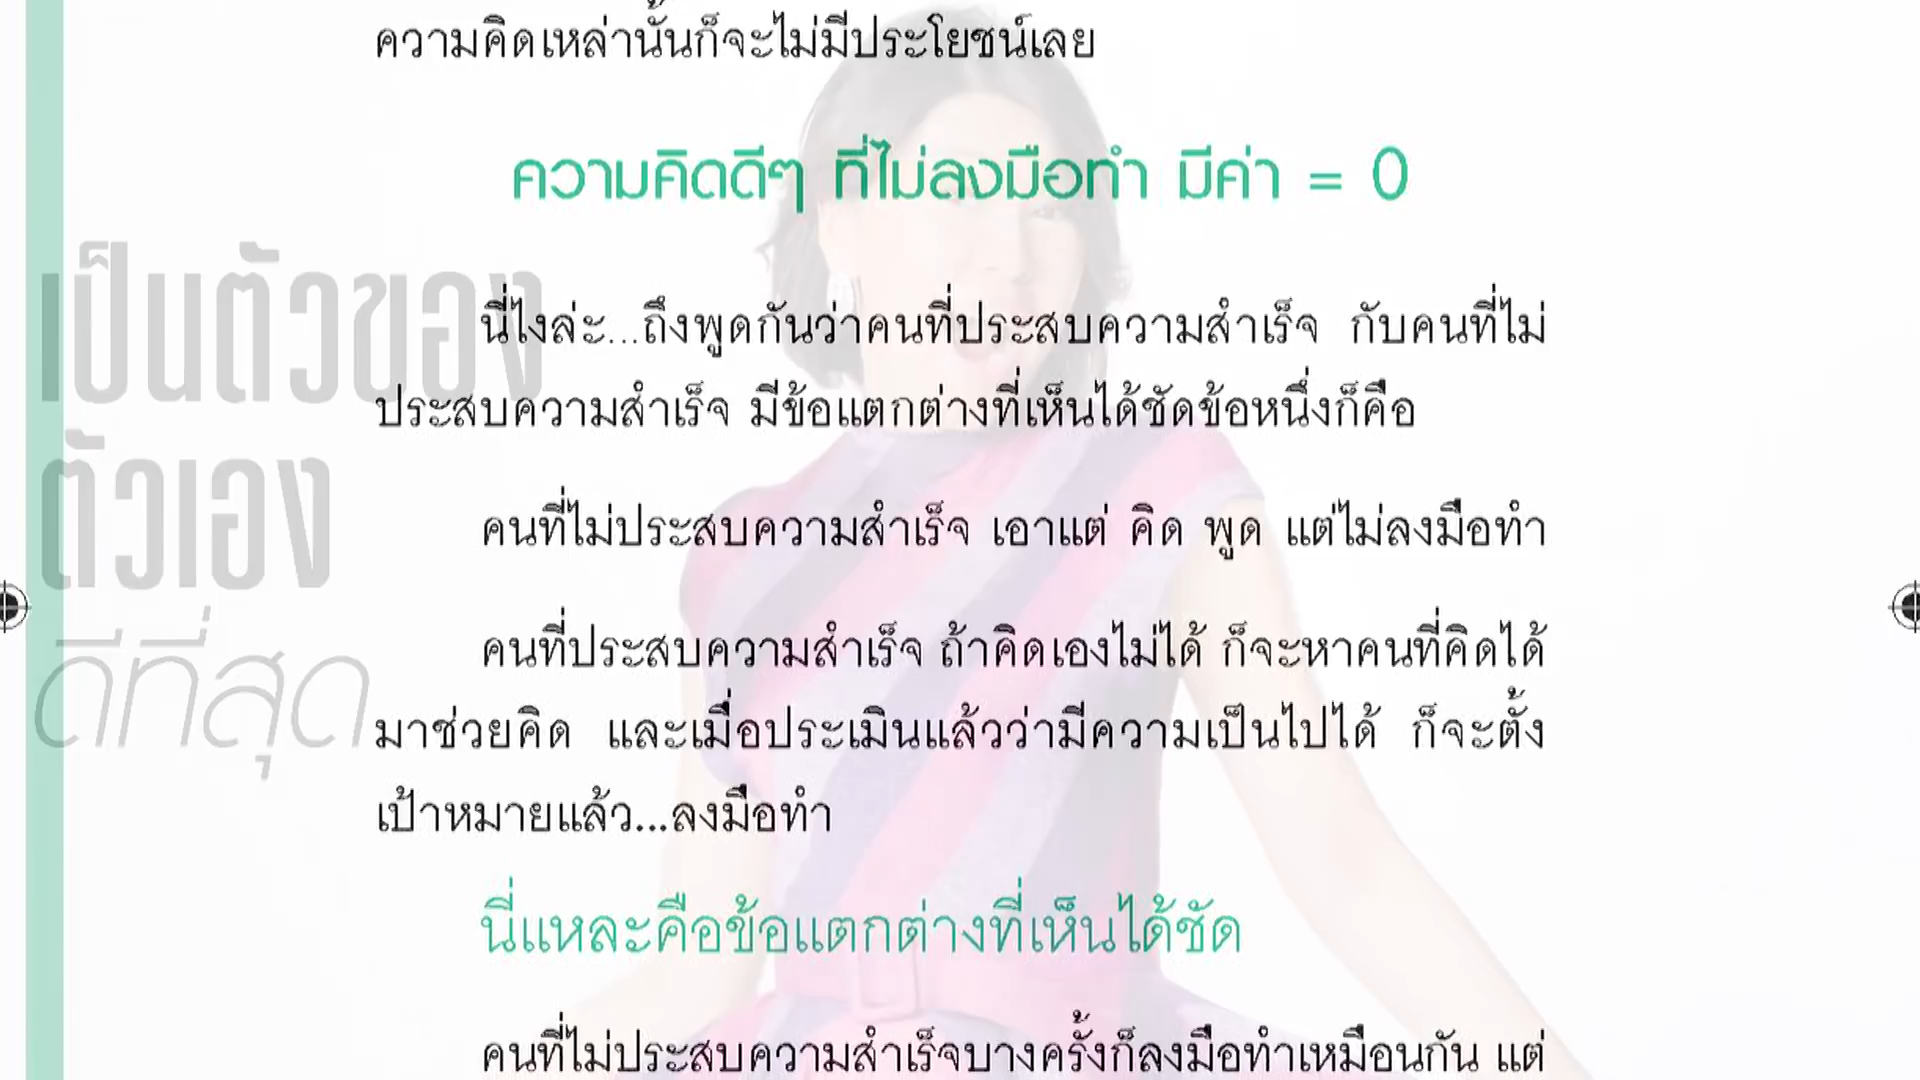 ความคิดเหล่านั้นก็จะไม่มีประโยชน์เลย
ความคิดดีๆ ที่ไม่ลงมือทำ มีค่า = 0
เป็นตัวของ
ตัวเอง
ดีที่สุด
นี่ไงล่ะ...ถึงพูดกันว่าคนที่ประสบความสำเร็จ กับคนที่ไม่
ประสบความสำเร็จ มีข้อแตกต่างที่เห็นได้ชัดข้อหนึ่งก็คือ
คนที่ไม่ประสบความสำเร็จ เอาแต่ คิด พูด แต่ไม่ลงมือทำ
คนที่ประสบความสำเร็จ ถ้าคิดเองไม่ได้ ก็จะหาคนที่คิดได้
มาช่วยคิด และเมื่อประเมินแล้วว่ามีความเป็นไปได้ ก็จะตั้ง
เป้าหมายแล้ว...ลงมือทำ
นี่แหละคือข้อแตกต่างที่เห็นได้ชัด
คนที่ไม่ประสบความสำเร็จบางครั้งก็ลงมือทำเหมือนกัน แต่